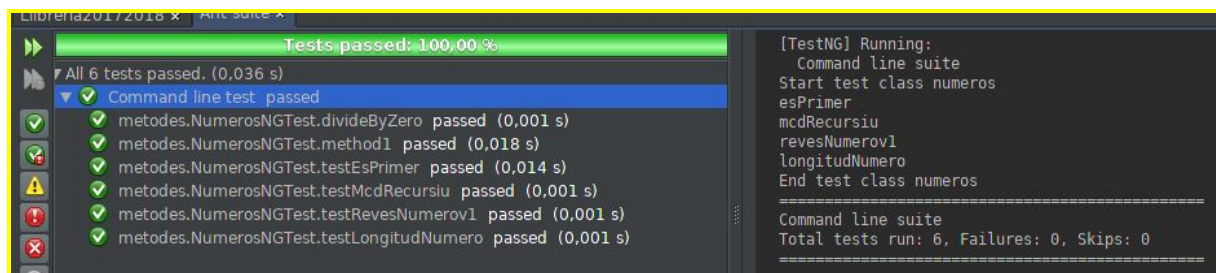 Llibreria20172018 x Ant suite x
Tests passed: 100,00 %
All 6 tests passed. (0,036 s)
Command line test passed
metodes.NumerosNGTest.divideByZero passed (0,001 s)
metodes.NumerosNGTest.method1 passed (0,018 s)
metodes.NumerosNGTest.testEsPrimer passed (0,014 s)
metodes.NumerosNGTest.testMcdRecursiu passed (0,001 s)
metodes.NumerosNGTest.testRevesNumerov1 passed (0,001 s)
metodes.NumerosNGTest.testLongitudNumero passed (0,001 s)
[TestNG] Running:
Command line suite
Start test class numeros
esPrimer
mcdRecursiu
revesNumerov1
longitudNumero
End test class numeros
===============================================
Command line suite
Total tests run: 6, Failures: 0, Skips: 0
===============================================